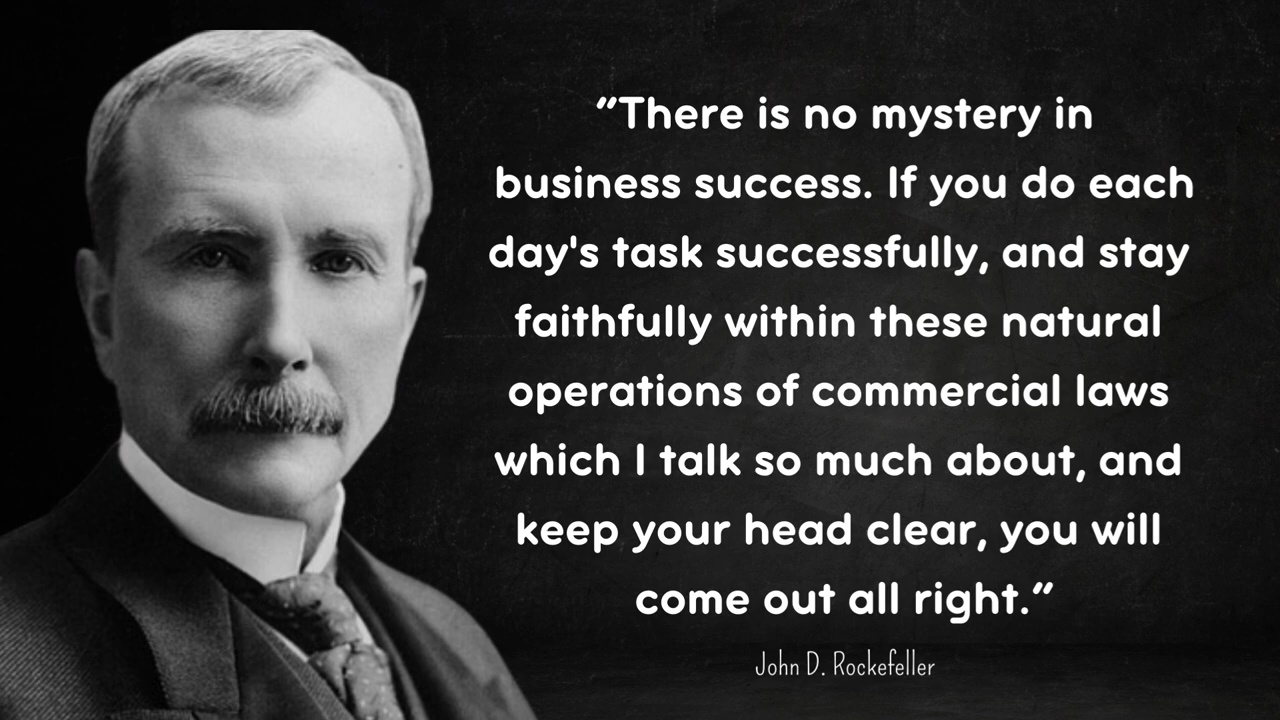 “There is no mystery in
business success. If you do each
day's task successfully, and stay
faithfully within these natural
operations of commercial laws
which I talk so much about, and
keep your head clear, you will
come out all right.”
John D. Rockefeller